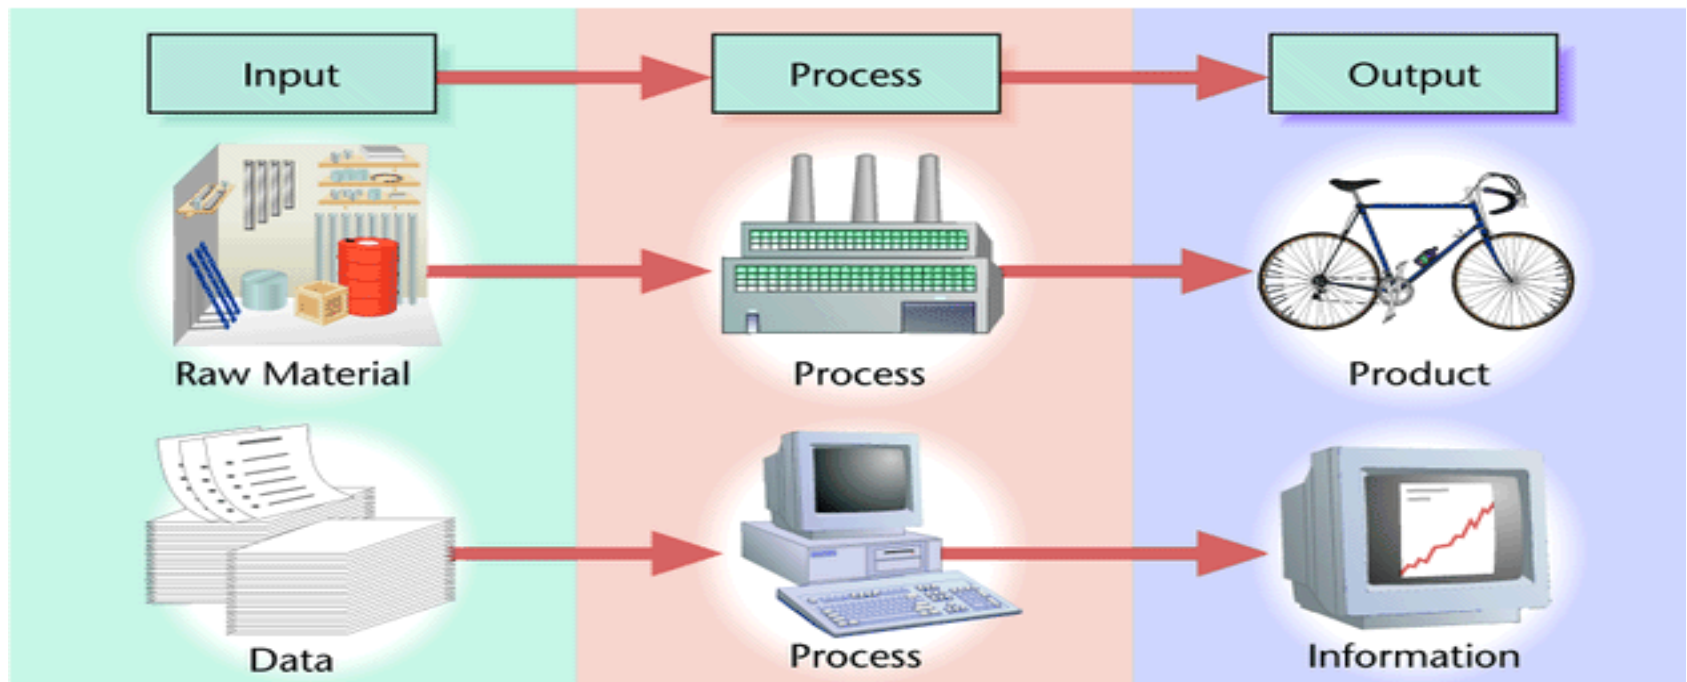 Input
Process
Output
Raw Material
Process
Product
Data
Process
Information